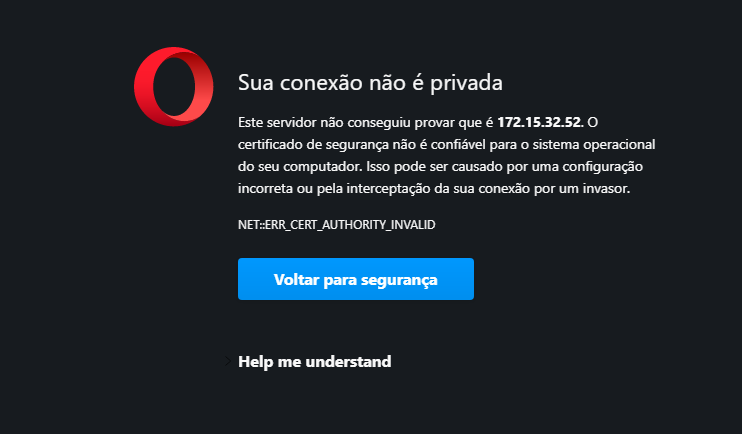 Sua conexão não é privada
Este servidor não conseguiu provar que é 172.15.32.52. O
certificado de segurança não é confiável para o sistema operacional
do seu computador. Isso pode ser causado por uma configuração
incorreta ou pela interceptação da sua conexão por um invasor.
NET::ERR_CERT_AUTHORITY_INVALID
Voltar para segurança
Help me understand